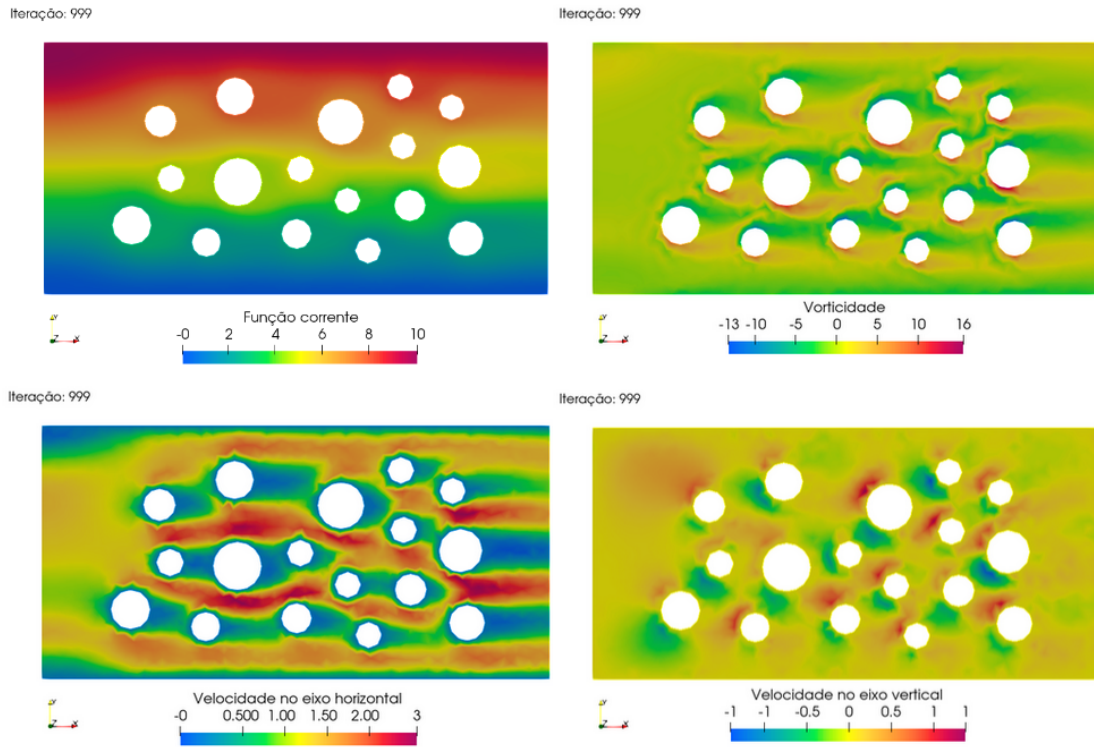 Iteração: 999
Função corrente
-0 2 4 6 8 10
Y
Z X
Iteração: 999
Vorticidade
-13 -10 -5 0 5 10 16
Y
Z X
Iteração: 999
Velocidade no eixo horizontal
-0 0.500 1.00 1.50 2.00 3
Y
Z X
Iteração: 999
Velocidade no eixo vertical
-1 -1 -0.5 0 0.5 1 1
Y
Z X